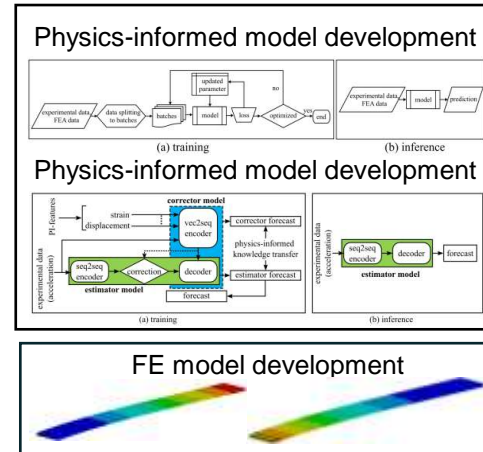 Physics-informed model development
experimental data,
FEA data
data splitting
to batches
batches
updated
parameter
model
loss
no
optimized
yes
end
(a) training
experimental data,
FEA data
model
prediction
(b) inference
Physics-informed model development
corrector model
PI-features
strain
displacement
vec2seq
encoder
corrector forecast
physics-informed
knowledge transfer
experimental data
(acceleration)
seq2seq
encoder
correction
decoder
estimator forecast
estimator model
forecast
(a) training
experimental data
(acceleration)
seq2seq
encoder
decoder
forecast
estimator model
(b) inference
FE model development